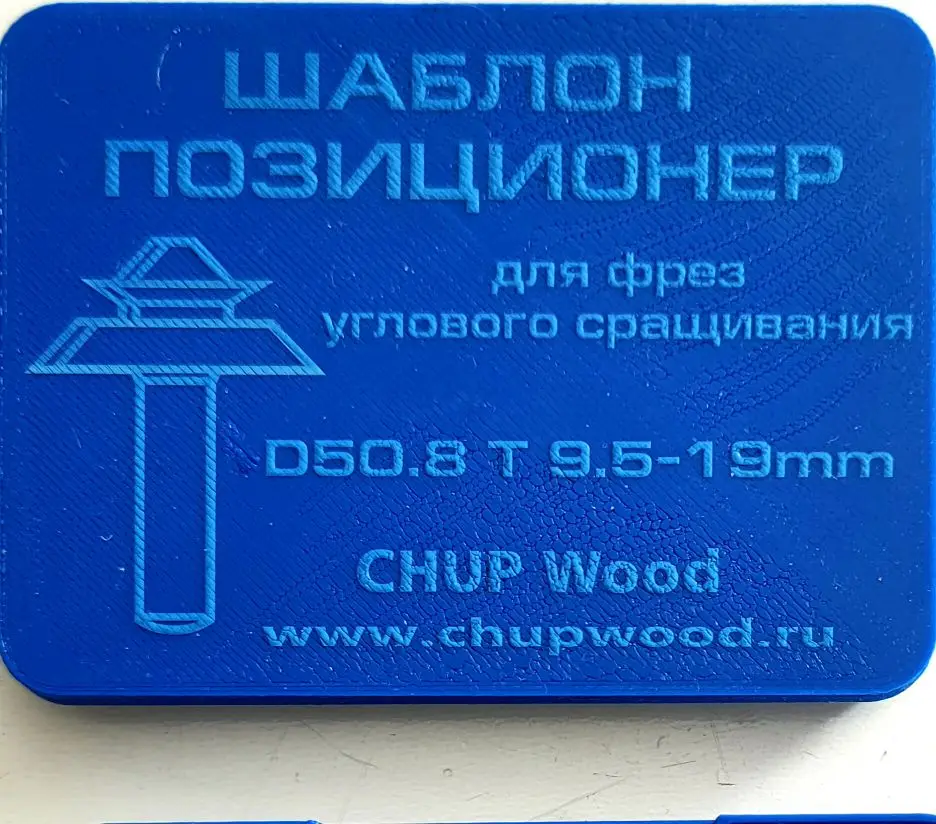 ШАБЛОН
ПОЗИЦИОНЕР
для фрез
углового сращивания
D50.8 T 9.5-19mm
CHUP Wood
www.chupwood.ru